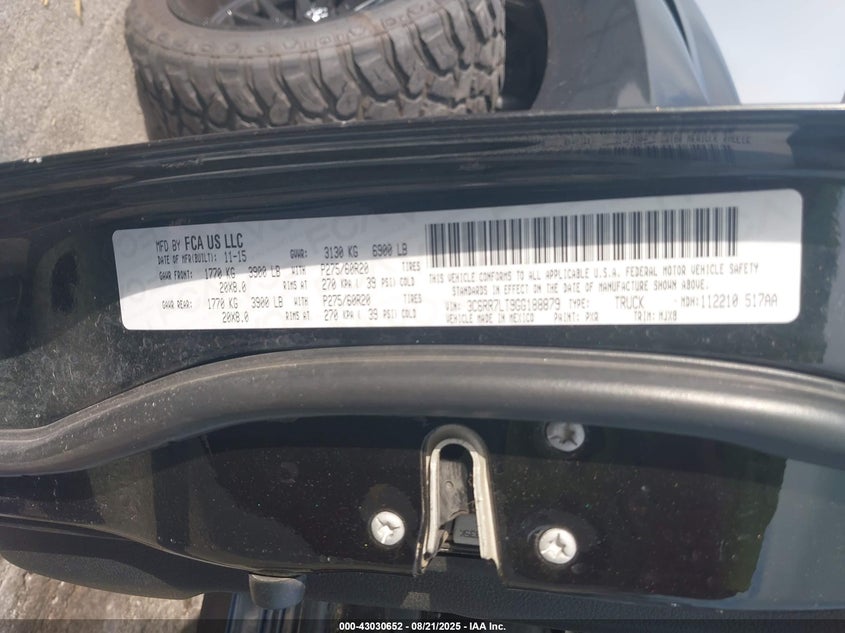 MFD BY FCA US LLC
DATE OF MFR(BUILT): 11-15 GVWR: 3130 KG 6900 LB
GAWR FRONT: 1770 KG 3900 LB WITH P275/60R20 TIRES
20X8.0 RIMS AT 270 KPA ( 39 PSI) COLD
GAWR REAR: 1770 KG 3900 LB WITH P275/60R20 TIRES
20X8.0 RIMS AT 270 KPA ( 39 PSI) COLD
THIS VEHICLE CONFORMS TO ALL APPLICABLE U.S.A. FEDERAL MOTOR VEHICLE SAFETY
STANDARDS IN EFFECT ON THE DATE OF MANUFACTURE SHOWN ABOVE.
VIN: 3C6RR7LT9GG188879 TYPE: TRUCK MDH: 112210 517AA
VEHICLE MADE IN MEXICO PAINT: PXR TRIM: MJX8
#43030652 - 08/21/2025 - IAA Inc.